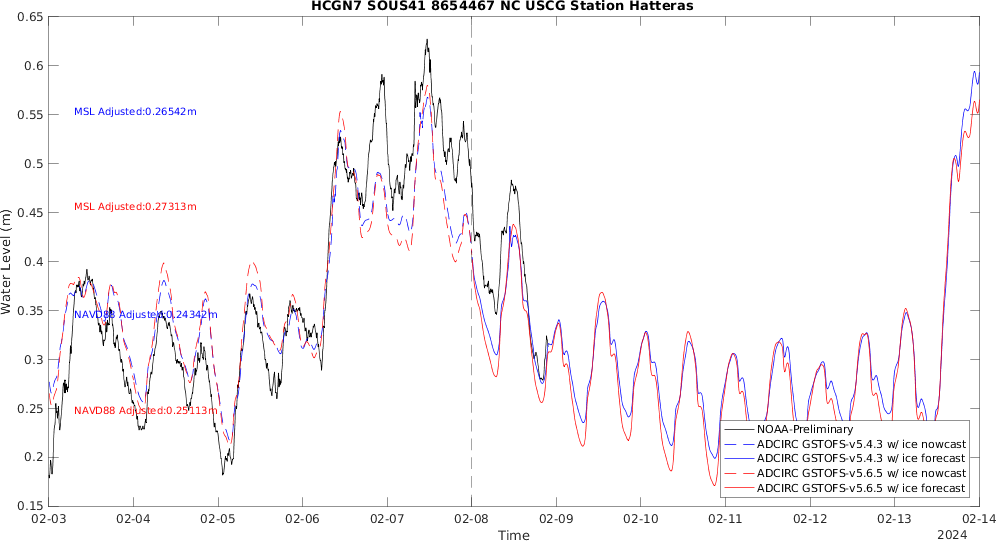 HCGN7 SOUS41 8654467 NC USCG Station Hatteras
0.65
0.6
0.55
0.5
0.45
0.4
0.35
0.3
0.25
0.2
0.15
Water Level (m)
MSL Adjusted:0.26542m
MSL Adjusted:0.27313m
NAVD88 Adjusted:0.24342m
NAVD88 Adjusted:0.25113m
NOAA-Preliminary
ADCIRC GSTOFS-v5.4.3 w/ ice nowcast
ADCIRC GSTOFS-v5.4.3 w/ ice forecast
ADCIRC GSTOFS-v5.6.5 w/ ice nowcast
ADCIRC GSTOFS-v5.6.5 w/ ice forecast
02-03 02-04 02-05 02-06 02-07 02-08 02-09 02-10 02-11 02-12 02-13 02-14
Time
2024